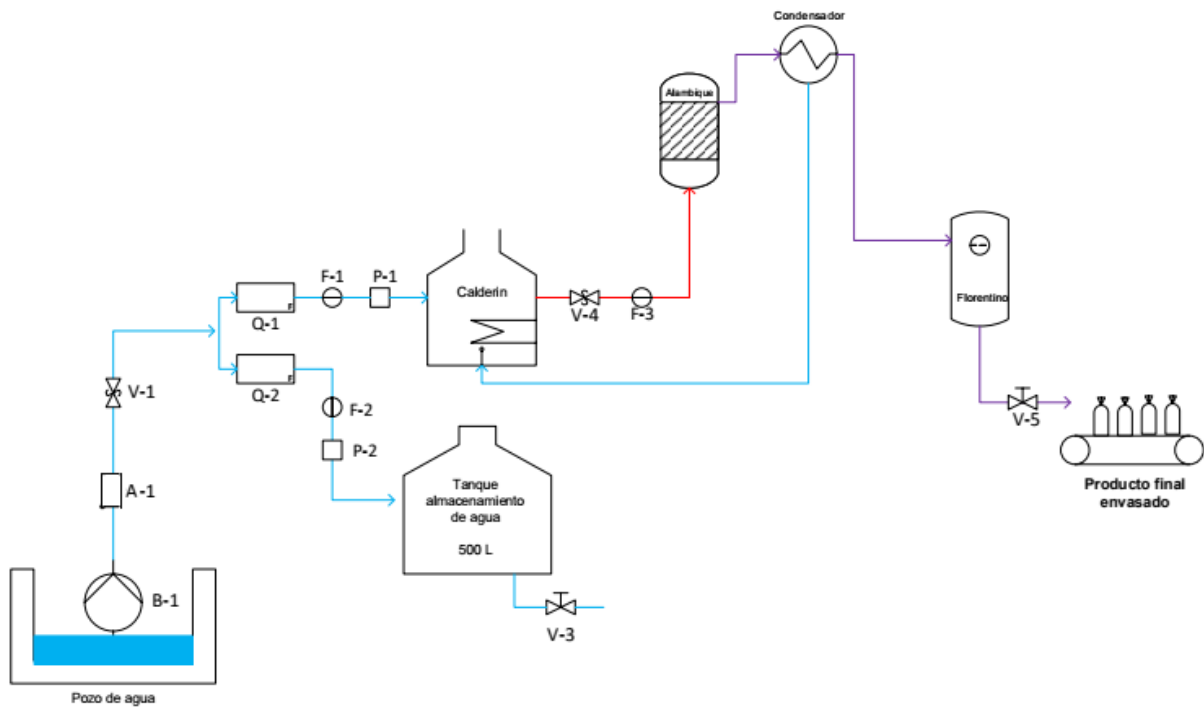 Condensador
Alambique
F-1
P-1
Calderin
V-4
F-3
Florentino
F
Q-1
F
Q-2
V-1
F-2
P-2
V-5
A-1
Tanque
almacenamiento
de agua
500 L
Producto final
envasado
B-1
V-3
Pozo de agua